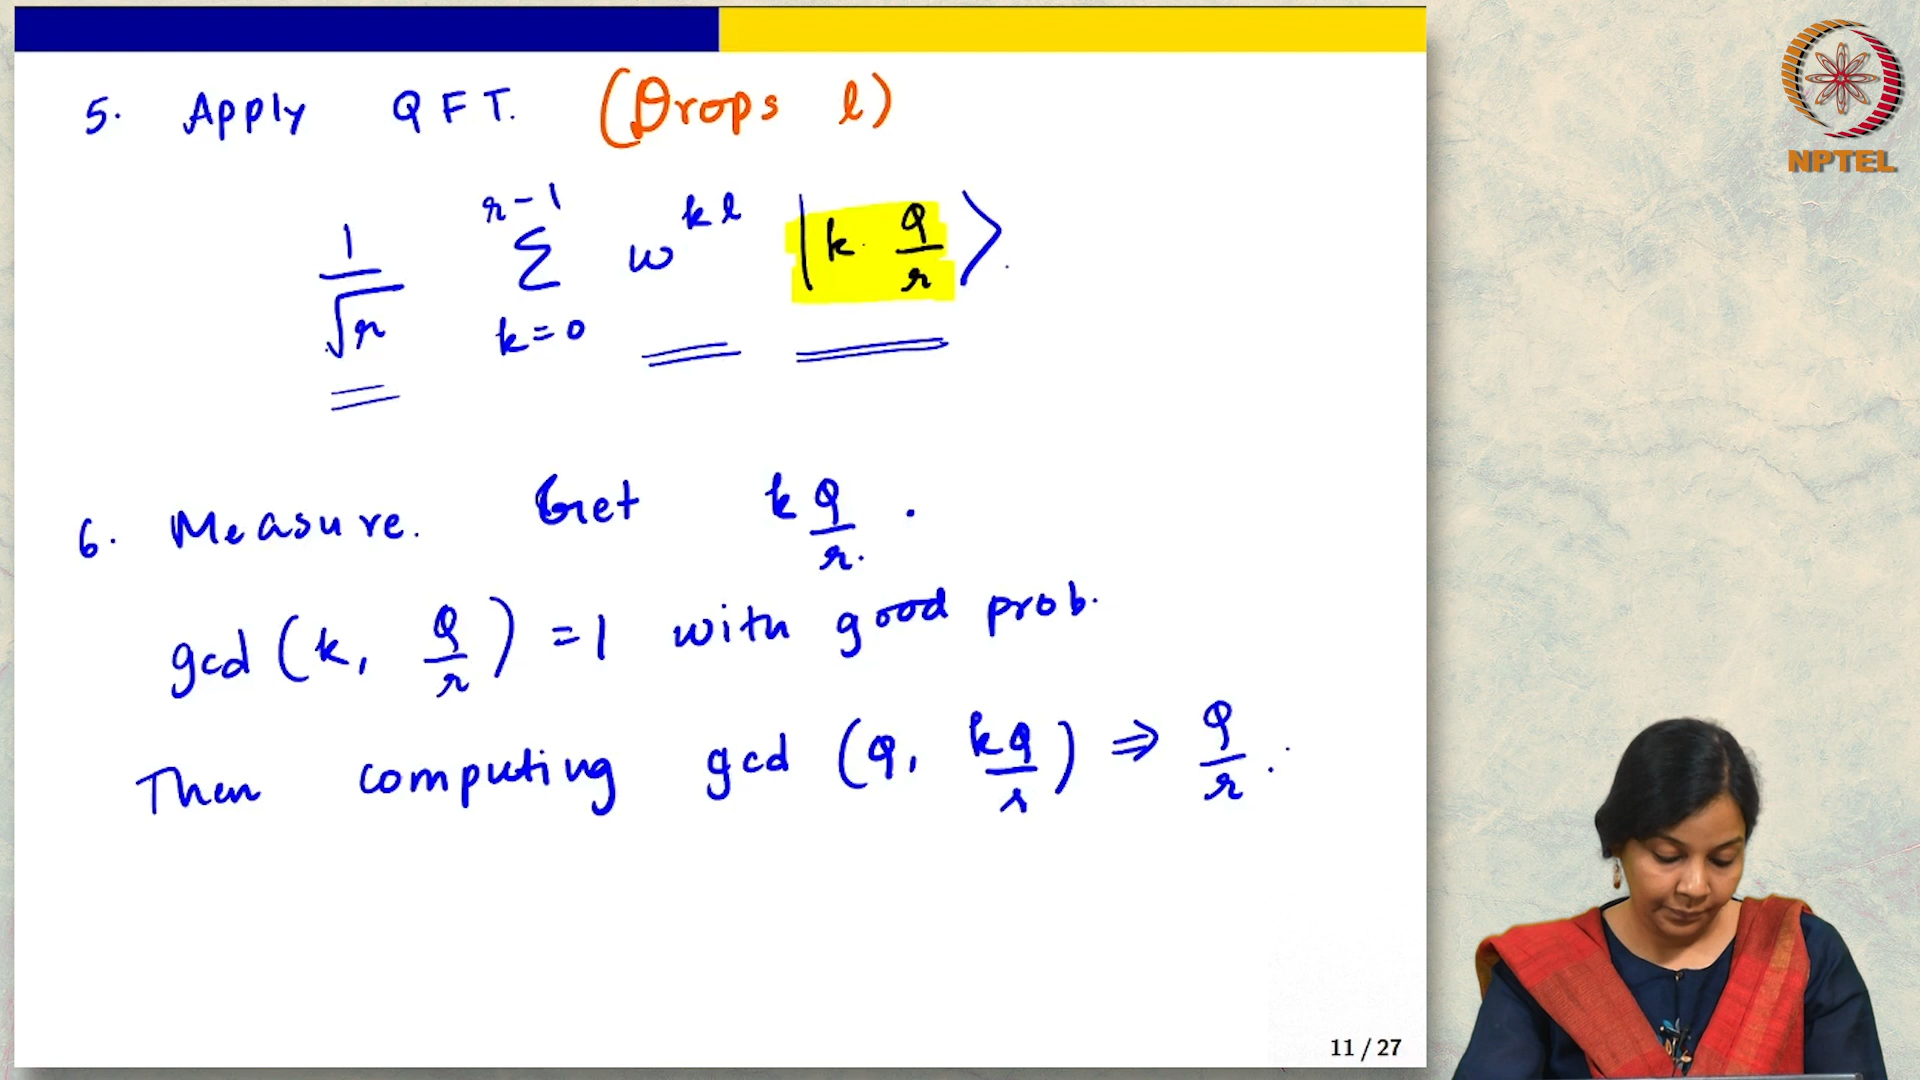 5. Apply QFT. (Drops l)
1/√r Σ_{k=0}^{r-1} ω^{kl} |k · Q/r⟩.
6. Measure. Get k Q/r.
gcd(k, Q/r) = 1 with good prob.
Then computing gcd(Q, kQ/r) ⇒ Q/r.
11 / 27
NPTEL